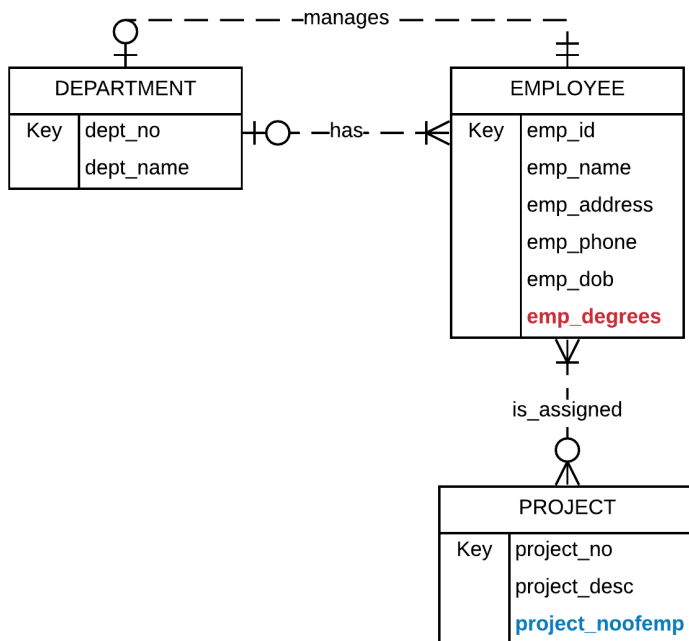 manages
DEPARTMENT
Key dept_no
dept_name
has
EMPLOYEE
Key emp_id
emp_name
emp_address
emp_phone
emp_dob
emp_degrees
is_assigned
PROJECT
Key project_no
project_desc
project_noofemp